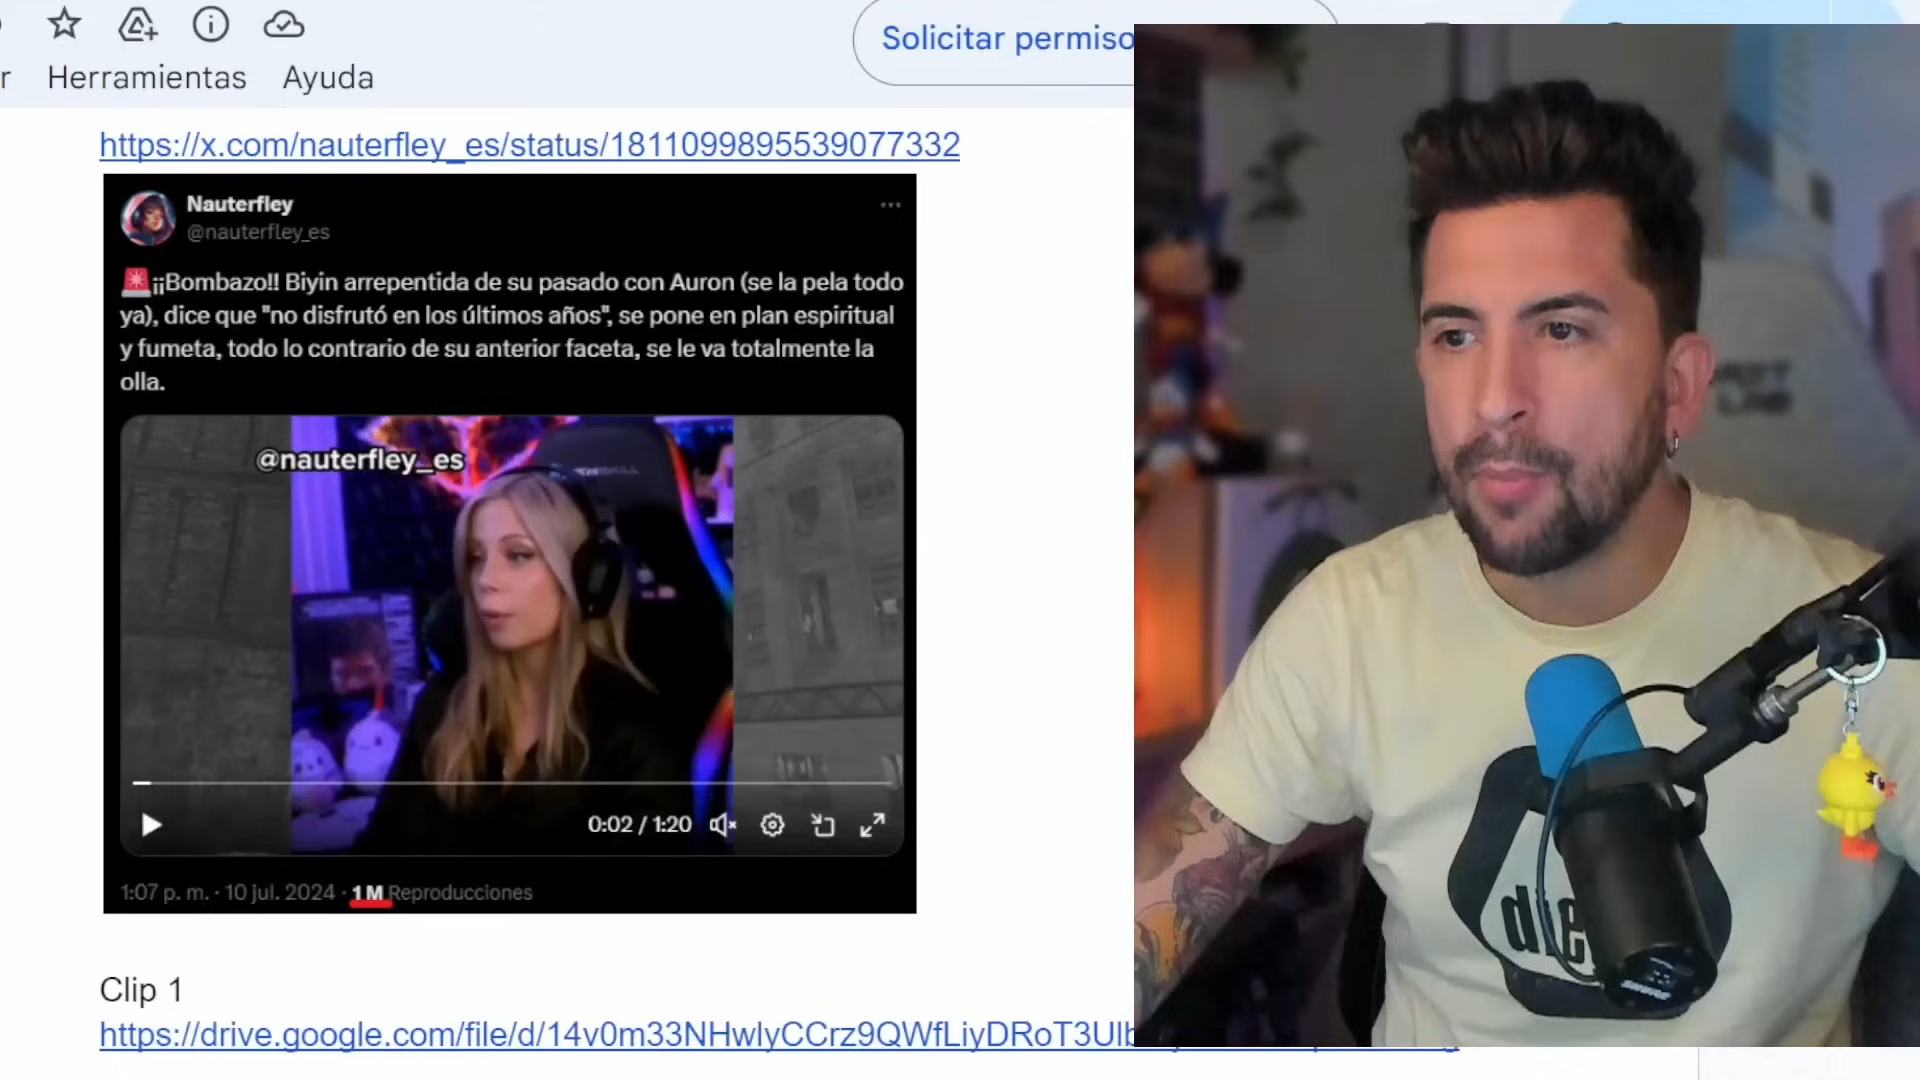 Solicitar permiso
r Herramientas Ayuda
https://x.com/nauterfley_es/status/1811099895539077332
Nauterfley
@nauterfley_es
¡¡Bombazo!! Biyin arrepentida de su pasado con Auron (se la pela todo
ya), dice que "no disfrutó en los últimos años", se pone en plan espiritual
y fumeta, todo lo contrario de su anterior faceta, se le va totalmente la
olla.
@nauterfley_es
0:02 / 1:20
1:07 p. m. · 10 jul. 2024 · 1 M Reproducciones
Clip 1
https://drive.google.com/file/d/14v0m33NHwlyCCrz9QWfLiyDRoT3Ulb
SHURE